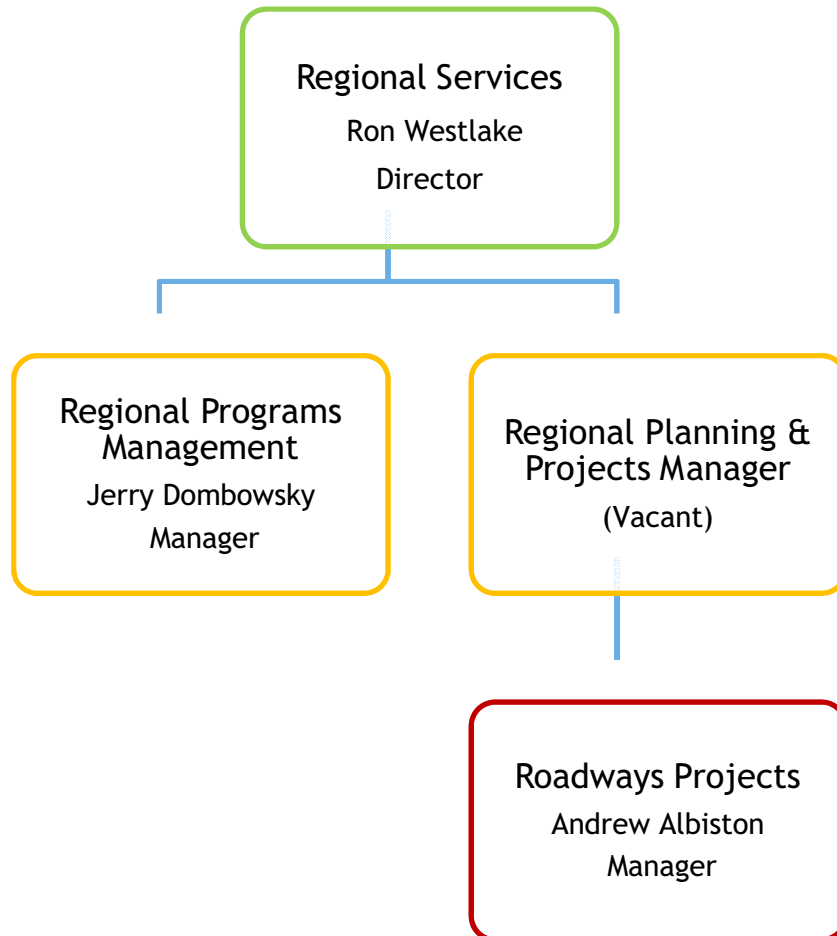 Regional Services
Ron Westlake
Director
Regional Programs
Management
Jerry Dombowsky
Manager
Regional Planning &
Projects Manager
(Vacant)
Roadways Projects
Andrew Albiston
Manager